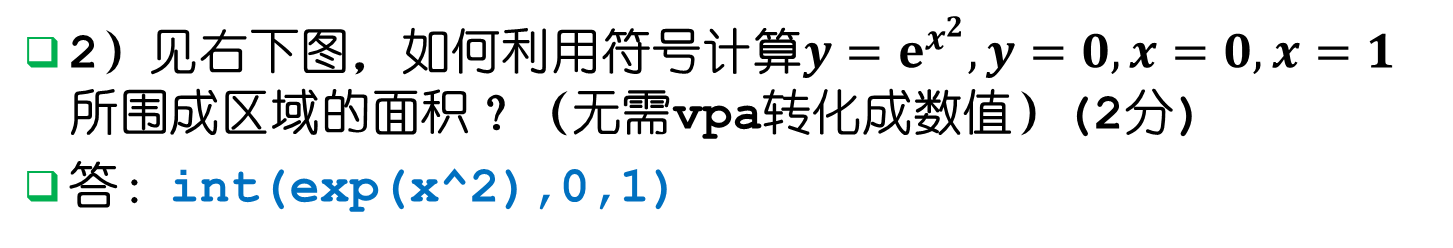 2）见右下图，如何利用符号计算y = e^{x^2}, y = 0, x = 0, x = 1
所围成区域的面积？（无需vpa转化成数值）(2分)
答：int(exp(x^2),0,1)